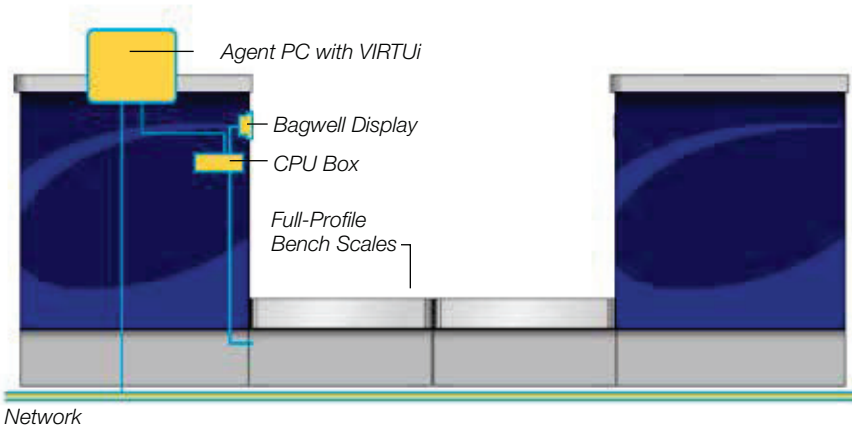 Agent PC with VIRTUi
Bagwell Display
CPU Box
Full-Profile
Bench Scales
Network